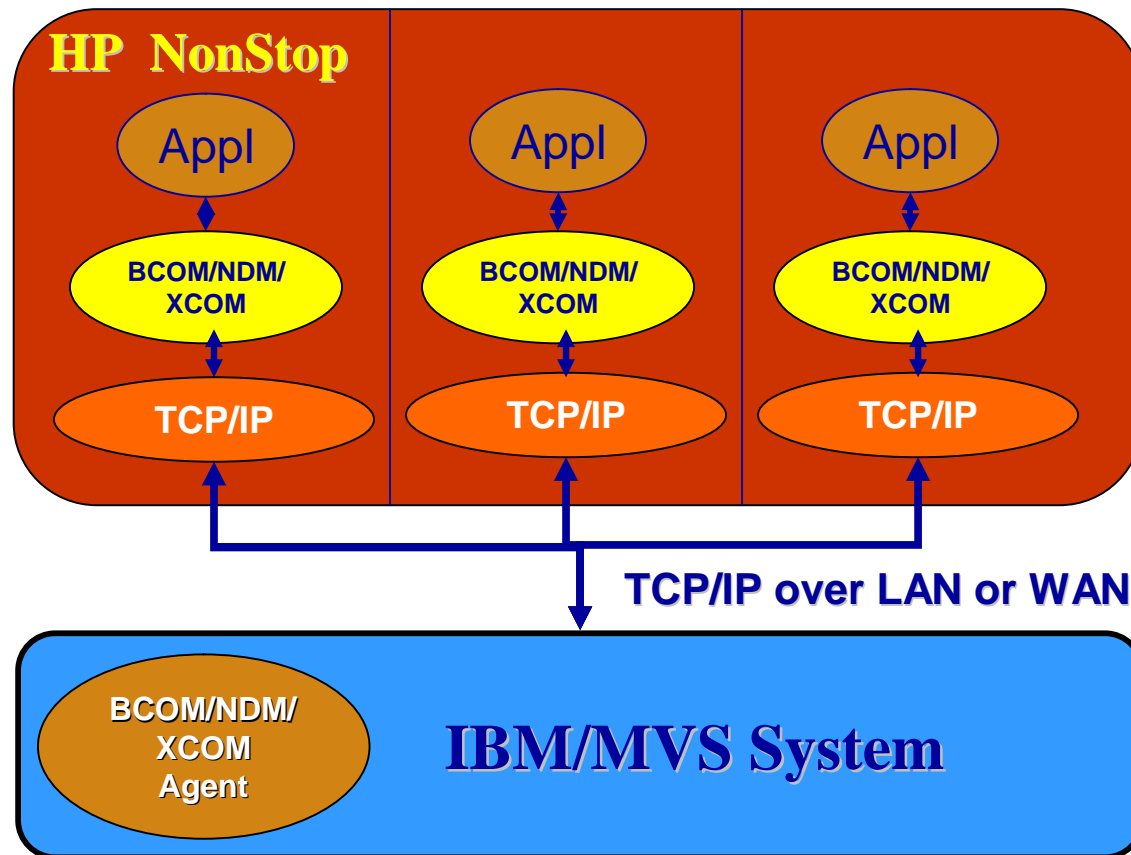 HP NonStop
Appl
Appl
Appl
BCOM/NDM/
XCOM
BCOM/NDM/
XCOM
BCOM/NDM/
XCOM
TCP/IP
TCP/IP
TCP/IP
TCP/IP over LAN or WAN
BCOM/NDM/
XCOM
Agent
IBM/MVS System